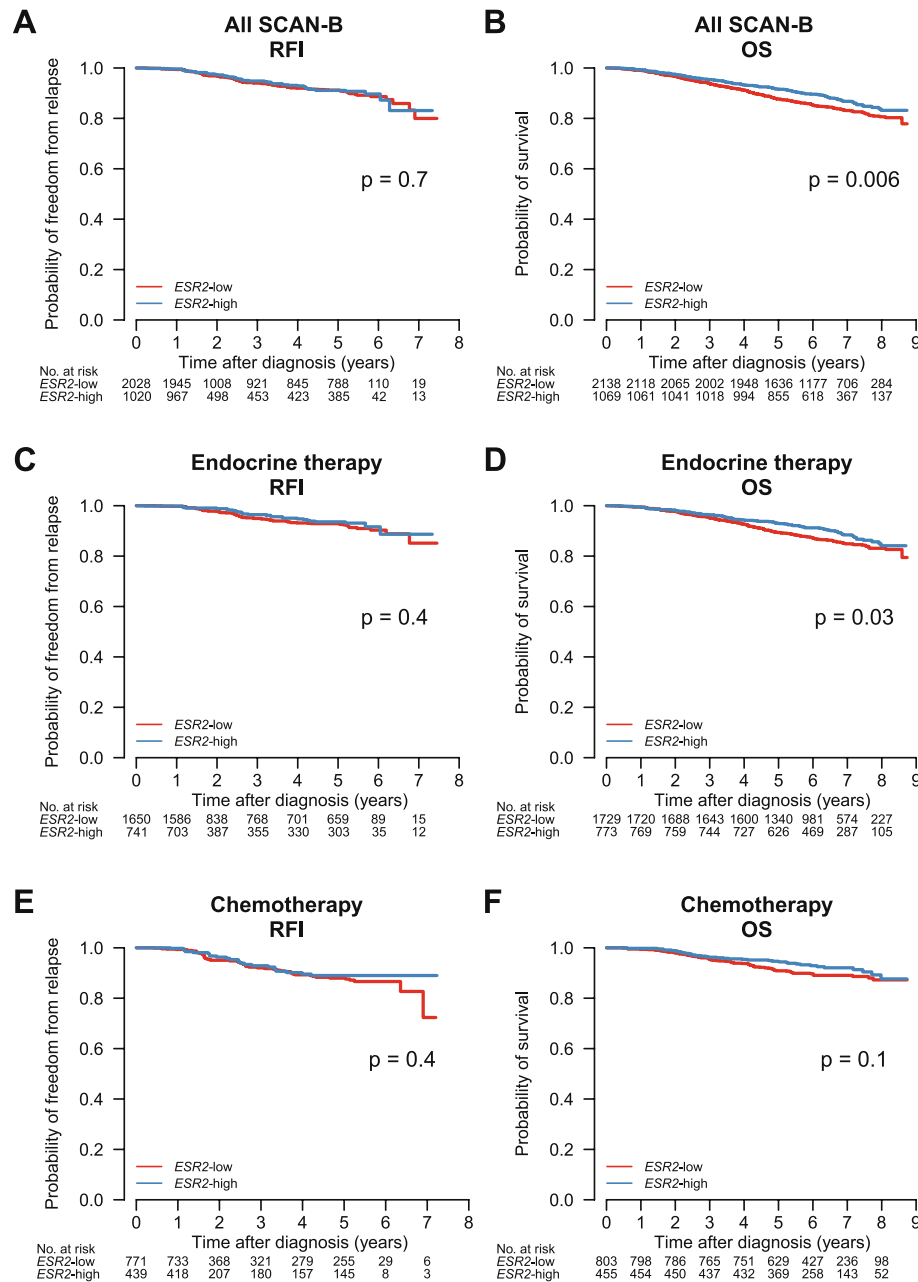 A
All SCAN-B
RFI
Probability of freedom from relapse
1.0
0.8
0.6
0.4
0.2
0.0
p = 0.7
ESR2-low
ESR2-high
0 1 2 3 4 5 6 7 8
Time after diagnosis (years)
No. at risk
ESR2-low 2028 1945 1008 921 845 788 110 19
ESR2-high 1020 967 498 453 423 385 42 13
B
All SCAN-B
OS
Probability of survival
1.0
0.8
0.6
0.4
0.2
0.0
p = 0.006
ESR2-low
ESR2-high
0 1 2 3 4 5 6 7 8 9
Time after diagnosis (years)
No. at risk
ESR2-low 2138 2118 2065 2002 1948 1636 1177 706 284
ESR2-high 1069 1061 1041 1018 994 855 618 367 137
C
Endocrine therapy
RFI
Probability of freedom from relapse
1.0
0.8
0.6
0.4
0.2
0.0
p = 0.4
ESR2-low
ESR2-high
0 1 2 3 4 5 6 7 8
Time after diagnosis (years)
No. at risk
ESR2-low 1650 1586 838 768 701 659 89 15
ESR2-high 741 703 387 355 330 303 35 12
D
Endocrine therapy
OS
Probability of survival
1.0
0.8
0.6
0.4
0.2
0.0
p = 0.03
ESR2-low
ESR2-high
0 1 2 3 4 5 6 7 8 9
Time after diagnosis (years)
No. at risk
ESR2-low 1729 1720 1688 1643 1600 1340 981 574 227
ESR2-high 773 769 759 744 727 626 469 287 105
E
Chemotherapy
RFI
Probability of freedom from relapse
1.0
0.8
0.6
0.4
0.2
0.0
p = 0.4
ESR2-low
ESR2-high
0 1 2 3 4 5 6 7 8
Time after diagnosis (years)
No. at risk
ESR2-low 771 733 368 321 279 255 29 6
ESR2-high 439 418 207 180 157 145 8 3
F
Chemotherapy
OS
Probability of survival
1.0
0.8
0.6
0.4
0.2
0.0
p = 0.1
ESR2-low
ESR2-high
0 1 2 3 4 5 6 7 8 9
Time after diagnosis (years)
No. at risk
ESR2-low 803 798 786 765 751 629 427 236 98
ESR2-high 455 454 450 437 432 369 258 143 52